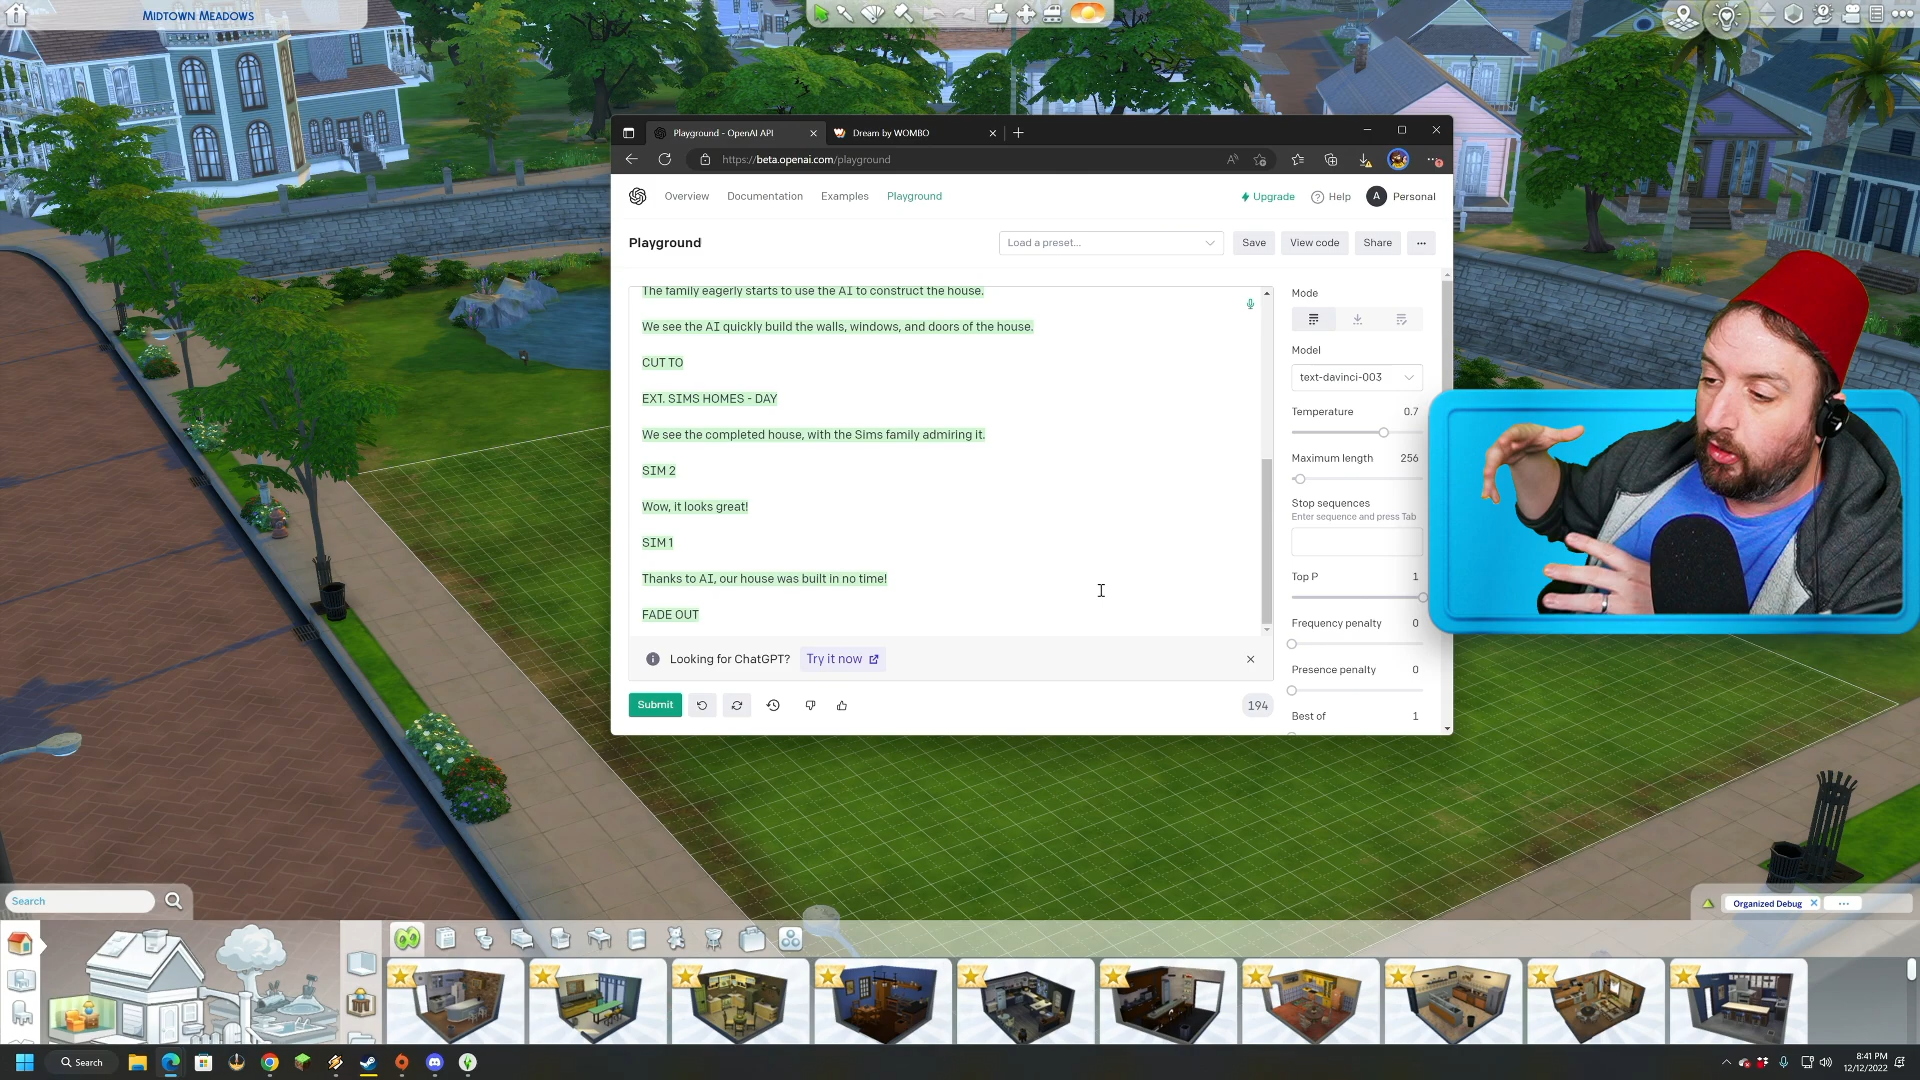 MIDTOWN MEADOWS
Playground - OpenAI API
Dream by WOMBO
https://beta.openai.com/playground
Overview
Documentation
Examples
Playground
Upgrade
Help
A
Personal
Playground
Load a preset...
Save
View code
Share
The family eagerly starts to use the AI to construct the house.
We see the AI quickly build the walls, windows, and doors of the house.
CUT TO
EXT. SIMS HOMES - DAY
We see the completed house, with the Sims family admiring it.
SIM 2
Wow, it looks great!
SIM 1
Thanks to AI, our house was built in no time!
FADE OUT
Looking for ChatGPT?
Try it now
Submit
194
Mode
Model
text-davinci-003
Temperature 0.7
Maximum length 256
Stop sequences
Enter sequence and press Tab
Top P 1
Frequency penalty 0
Presence penalty 0
Best of 1
Search
Organized Debug
Search
8:41 PM
12/12/2022